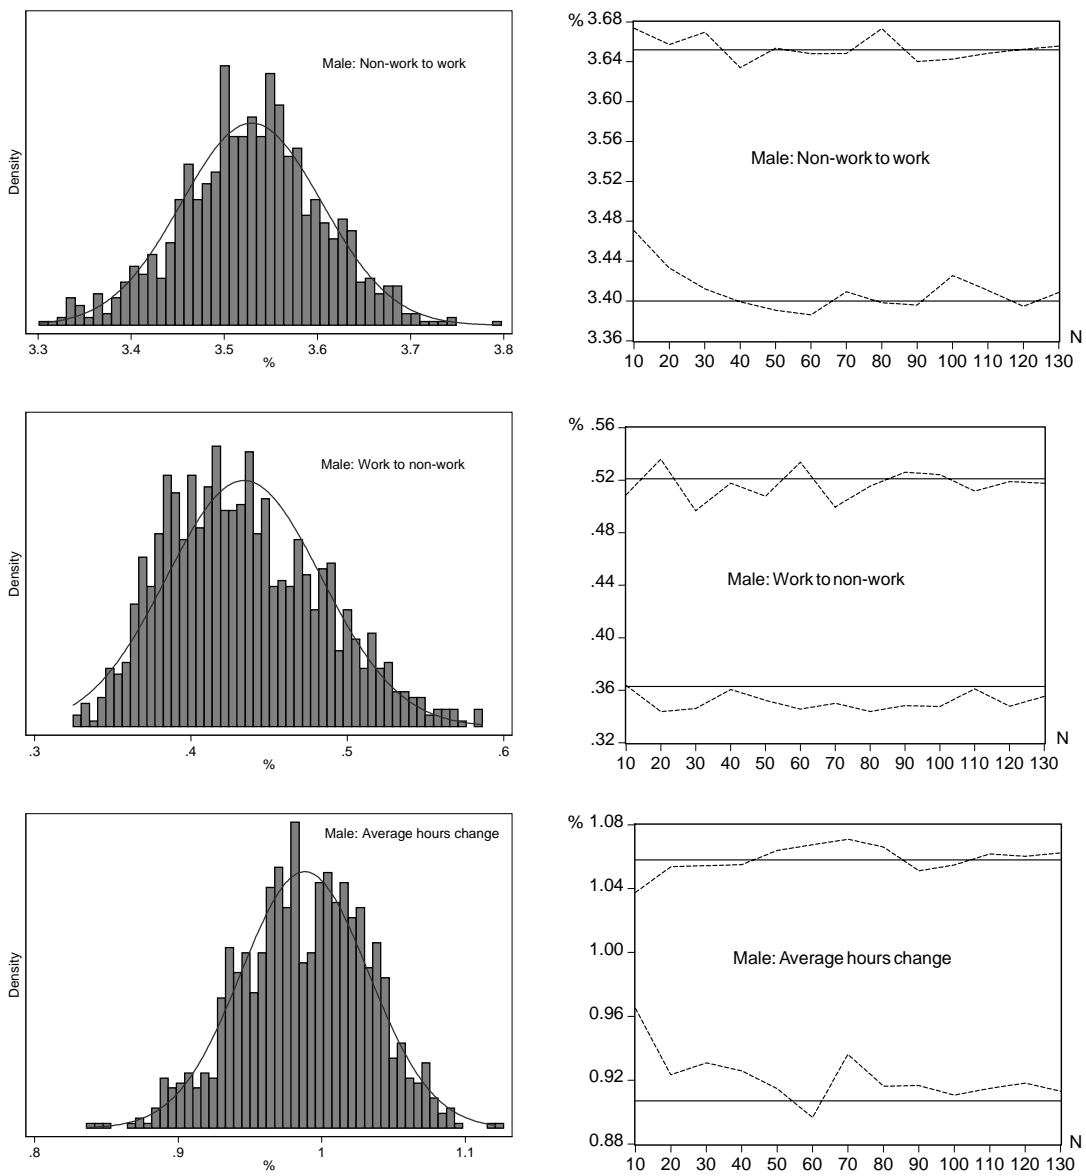 Male: Non-work to work
Density
3.3 3.4 3.5 3.6 3.7 3.8
%
% 3.68
3.64
3.60
3.56
Male: Non-work to work
3.52
3.48
3.44
3.40
3.36
N
10 20 30 40 50 60 70 80 90 100 110 120 130
Male: Work to non-work
Density
.3 .4 .5 .6
%
% .56
.52
.48
.44
Male: Work to non-work
.40
.36
.32
N
10 20 30 40 50 60 70 80 90 100 110 120 130
Male: Average hours change
Density
.8 .9 1 1.1
%
% 1.08
1.04
1.00
Male: Average hours change
0.96
0.92
0.88
N
10 20 30 40 50 60 70 80 90 100 110 120 130